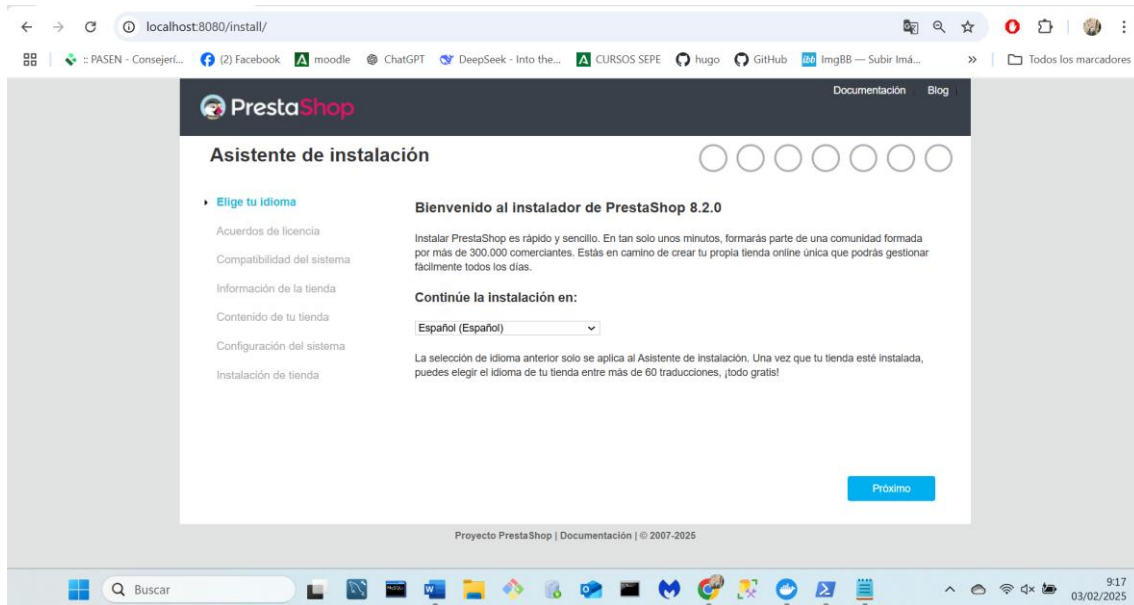 localhost:8080/install/
:: PASEN - Consejerí...
(2) Facebook
moodle
ChatGPT
DeepSeek - Into the...
CURSOS SEPE
hugo
GitHub
ibb
ImgBB — Subir Imá...
»
Todos los marcadores
PrestaShop
Documentación
Blog
Asistente de instalación
Elige tu idioma
Acuerdos de licencia
Compatibilidad del sistema
Información de la tienda
Contenido de tu tienda
Configuración del sistema
Instalación de tienda
Bienvenido al instalador de PrestaShop 8.2.0
Instalar PrestaShop es rápido y sencillo. En tan solo unos minutos, formarás parte de una comunidad formada
por más de 300.000 comerciantes. Estás en camino de crear tu propia tienda online única que podrás gestionar
fácilmente todos los días.
Continúe la instalación en:
Español (Español)
La selección de idioma anterior solo se aplica al Asistente de instalación. Una vez que tu tienda esté instalada,
puedes elegir el idioma de tu tienda entre más de 60 traducciones, ¡todo gratis!
Próximo
Proyecto PrestaShop | Documentación | © 2007-2025
Buscar
9:17
03/02/2025